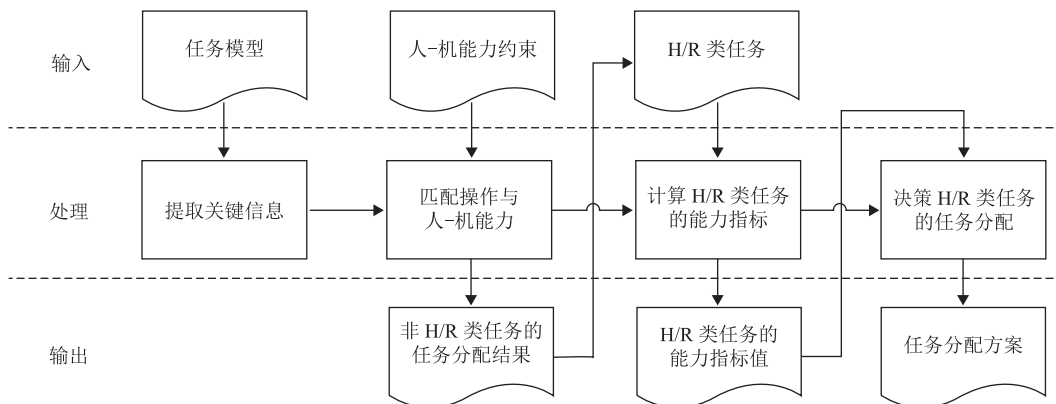 输入
任务模型
人-机能力约束
H/R 类任务
处理
提取关键信息
匹配操作与
人-机能力
计算 H/R 类任务
的能力指标
决策 H/R 类任务
的任务分配
输出
非 H/R 类任务的
任务分配结果
H/R 类任务的
能力指标值
任务分配方案